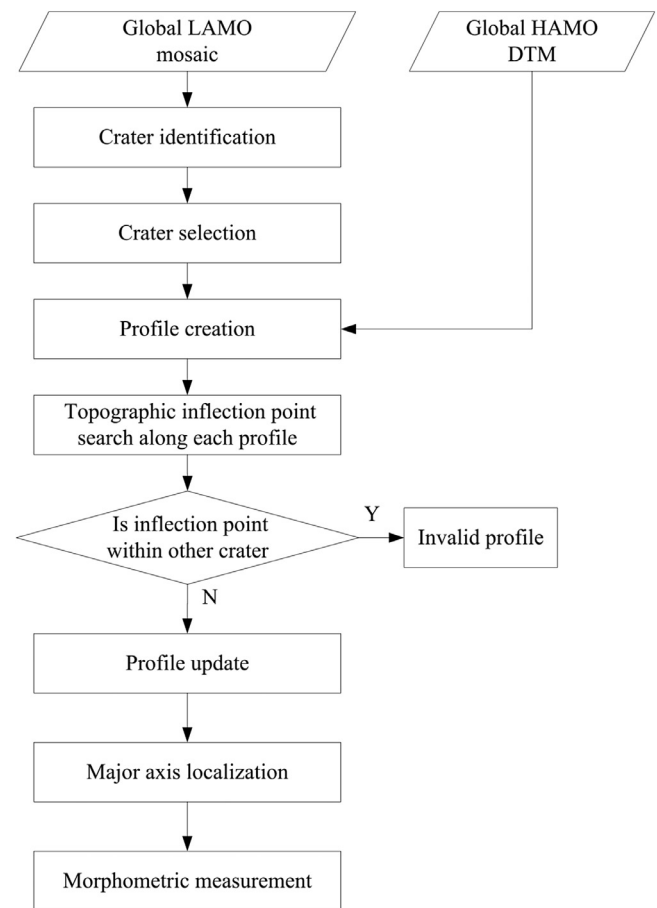 Global LAMO
mosaic
Global HAMO
DTM
Crater identification
Crater selection
Profile creation
Topographic inflection point
search along each profile
Is inflection point
within other crater
Y
Invalid profile
N
Profile update
Major axis localization
Morphometric measurement